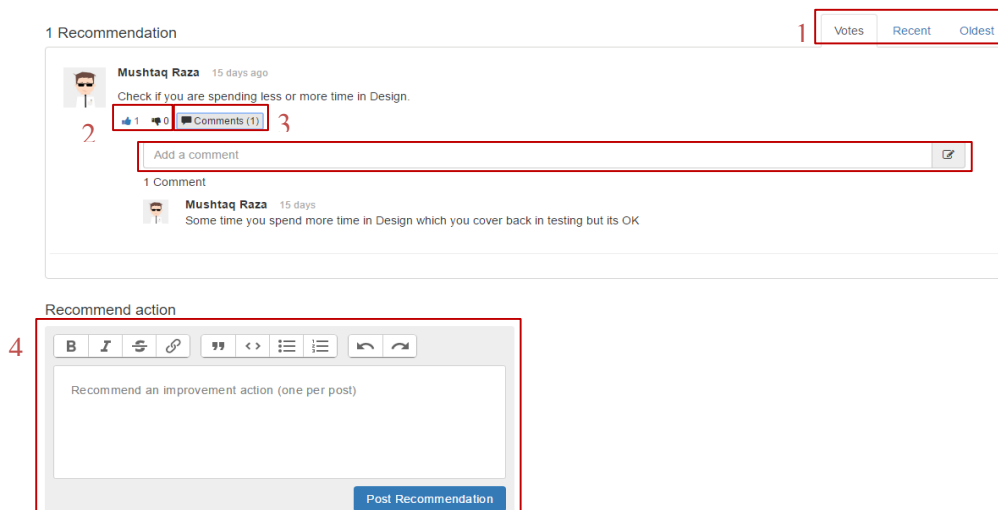 1 Recommendation
1
Votes Recent Oldest
Mushtaq Raza 15 days ago
Check if you are spending less or more time in Design.
2
1 0 Comments (1)
3
Add a comment
1 Comment
Mushtaq Raza 15 days
Some time you spend more time in Design which you cover back in testing but its OK
Recommend action
4
B I S
Recommend an improvement action (one per post)
Post Recommendation